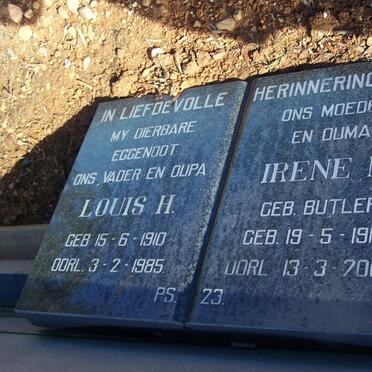 IN LIEFDEVOLLE
MY DIERBARE
EGGENOOT
ONS VADER EN OUPA
LOUIS H.
GEB 15-6-1910
OORL. 3-2-1985.
PS.
HERINNERING
ONS
EN OUMA
IRENE
GEB. BUTLER
GEB. 19-5-
OORL 13-3-
23.